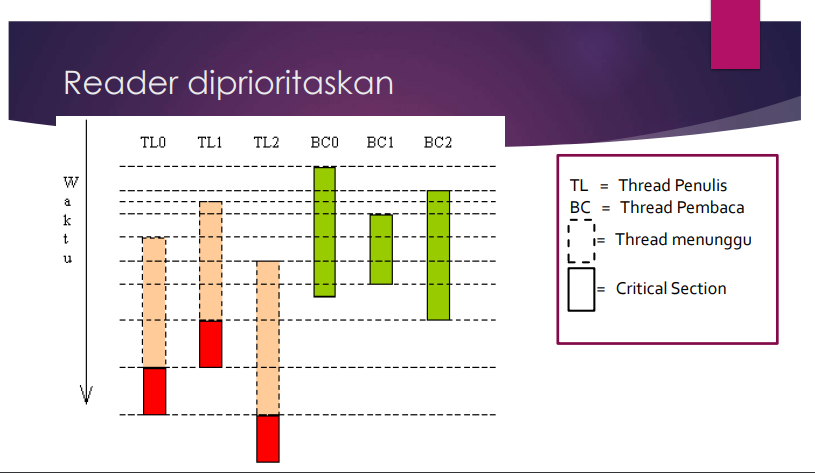 Reader diprioritaskan
TL0 TL1 TL2 BC0 BC1 BC2
W
a
k
t
u
TL = Thread Penulis
BC = Thread Pembaca
= Thread menunggu
= Critical Section